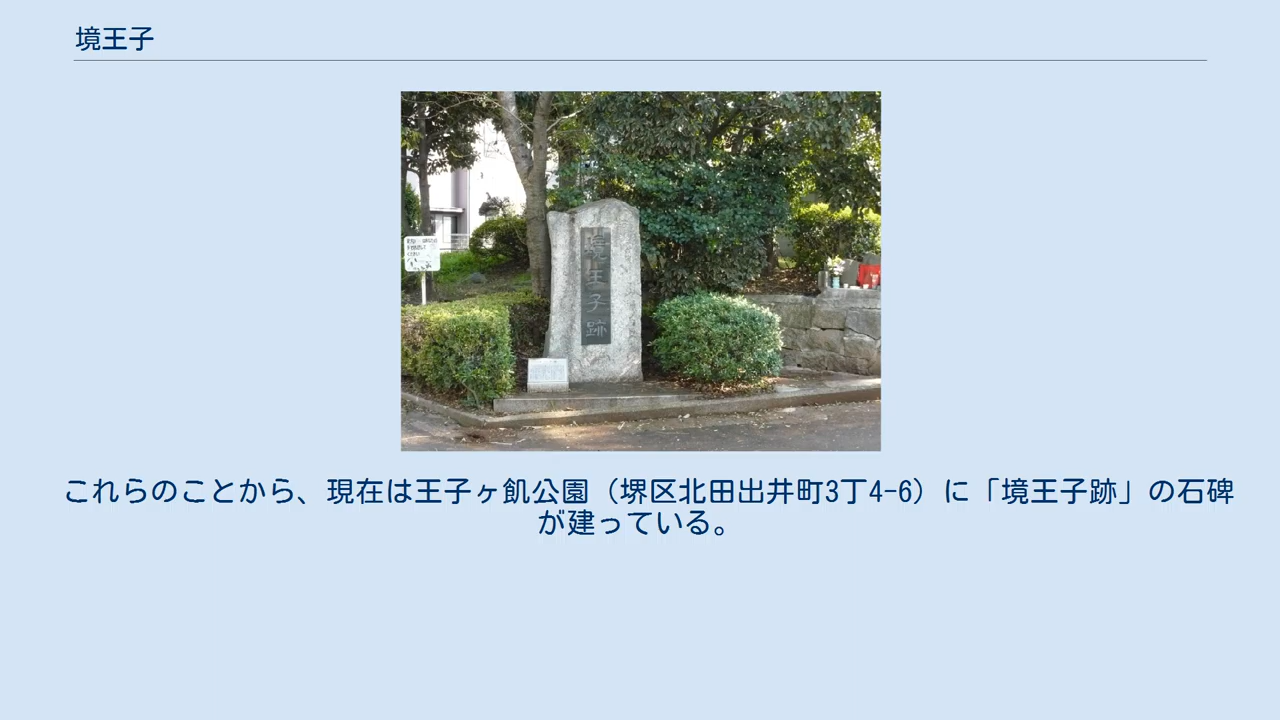 境王子
境王子跡
これらのことから、現在は王子ヶ飢公園（堺区北田出井町3丁4-6）に「境王子跡」の石碑
が建っている。